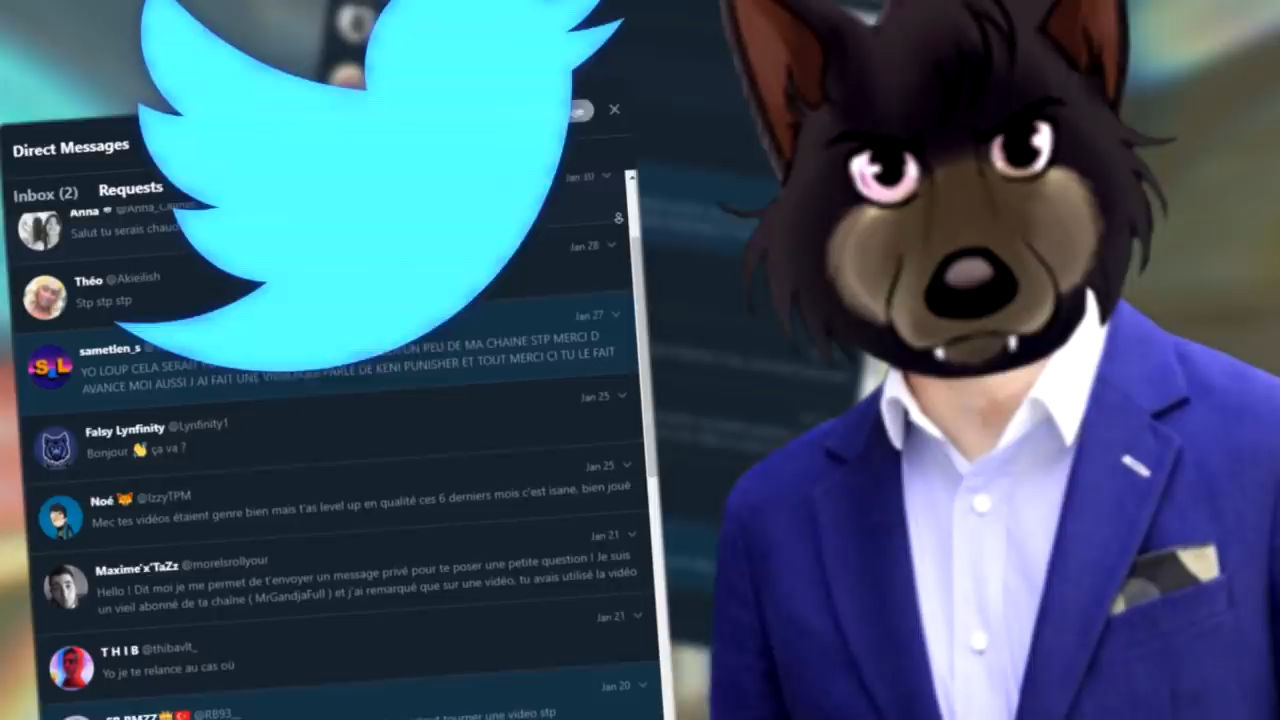 Direct Messages
Inbox (2) Requests
Jan 10
Anna
Salut tu serais chaud
Jan 28
Théo @Akieilish
Stp stp stp
Jan 27
sametlen_s
YO LOUP CELA SERAIT UN PEU DE MA CHAINE STP MERCI D
AVANCE MOI AUSSI J AI FAIT UNE PARLE DE KENI PUNISHER ET TOUT MERCI CI TU LE FAIT
Jan 25
Falsy Lynfinity @Lynfinity1
Bonjour 👋 ça va ?
Jan 25
Noé 🦊 @IzzyTPM
Mec tes vidéos étaient genre bien mais t'as level up en qualité ces 6 derniers mois c'est isane, bien joué
Jan 21
Maxime'x'TaZz @morelsrollyour
Hello ! Dit moi je me permet de t'envoyer un message privé pour te poser une petite question ! Je suis
un vieil abonné de ta chaîne ( MrGandjaFull ) et j'ai remarqué que sur une vidéo, tu avais utilisé la vidéo
Jan 21
T H I B @thibavlt_
Yo je te relance au cas où
Jan 20
@RB93__
tourner une video stp